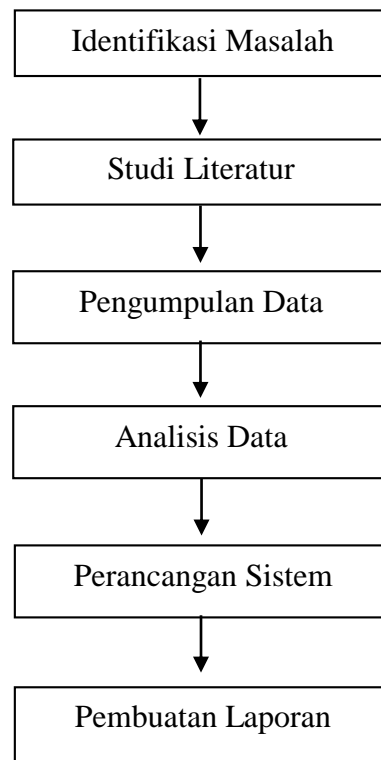 Identifikasi Masalah
Studi Literatur
Pengumpulan Data
Analisis Data
Perancangan Sistem
Pembuatan Laporan